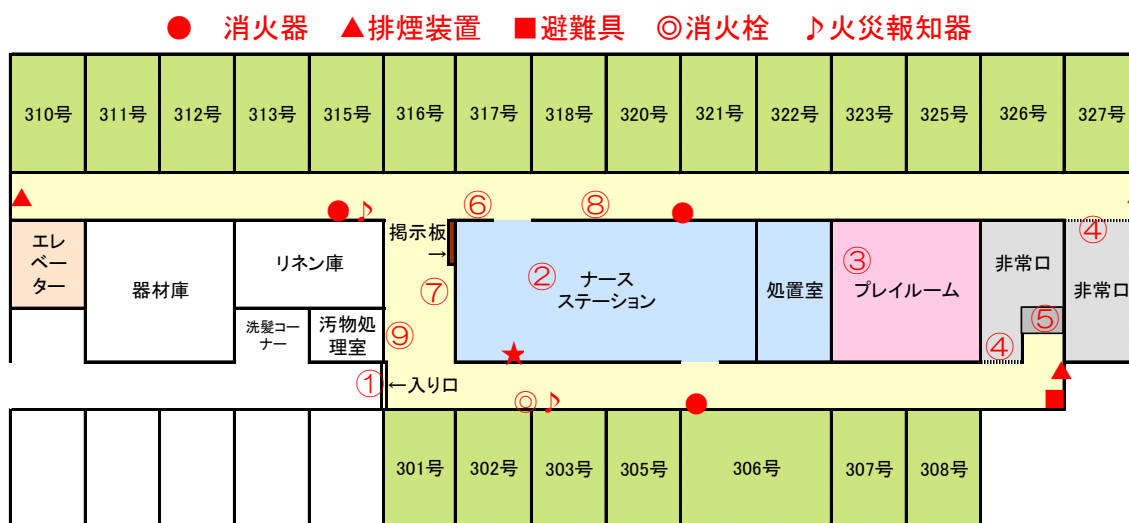 ● 消火器 ▲排煙装置 ■避難具 ◎消火栓 ♪火災報知器
310号 311号 312号 313号 315号 316号 317号 318号 320号 321号 322号 323号 325号 326号 327号
⑥ ⑧
エレ
ベー
ター
器材庫
リネン庫
掲示板
→
② ナース
ステーション
処置室
③
プレイルーム
非常口
④
非常口
⑤
④
⑦
⑨
洗髪コー
ナー
汚物処
理室
① ←入り口
301号 302号 303号 305号 306号 307号 308号